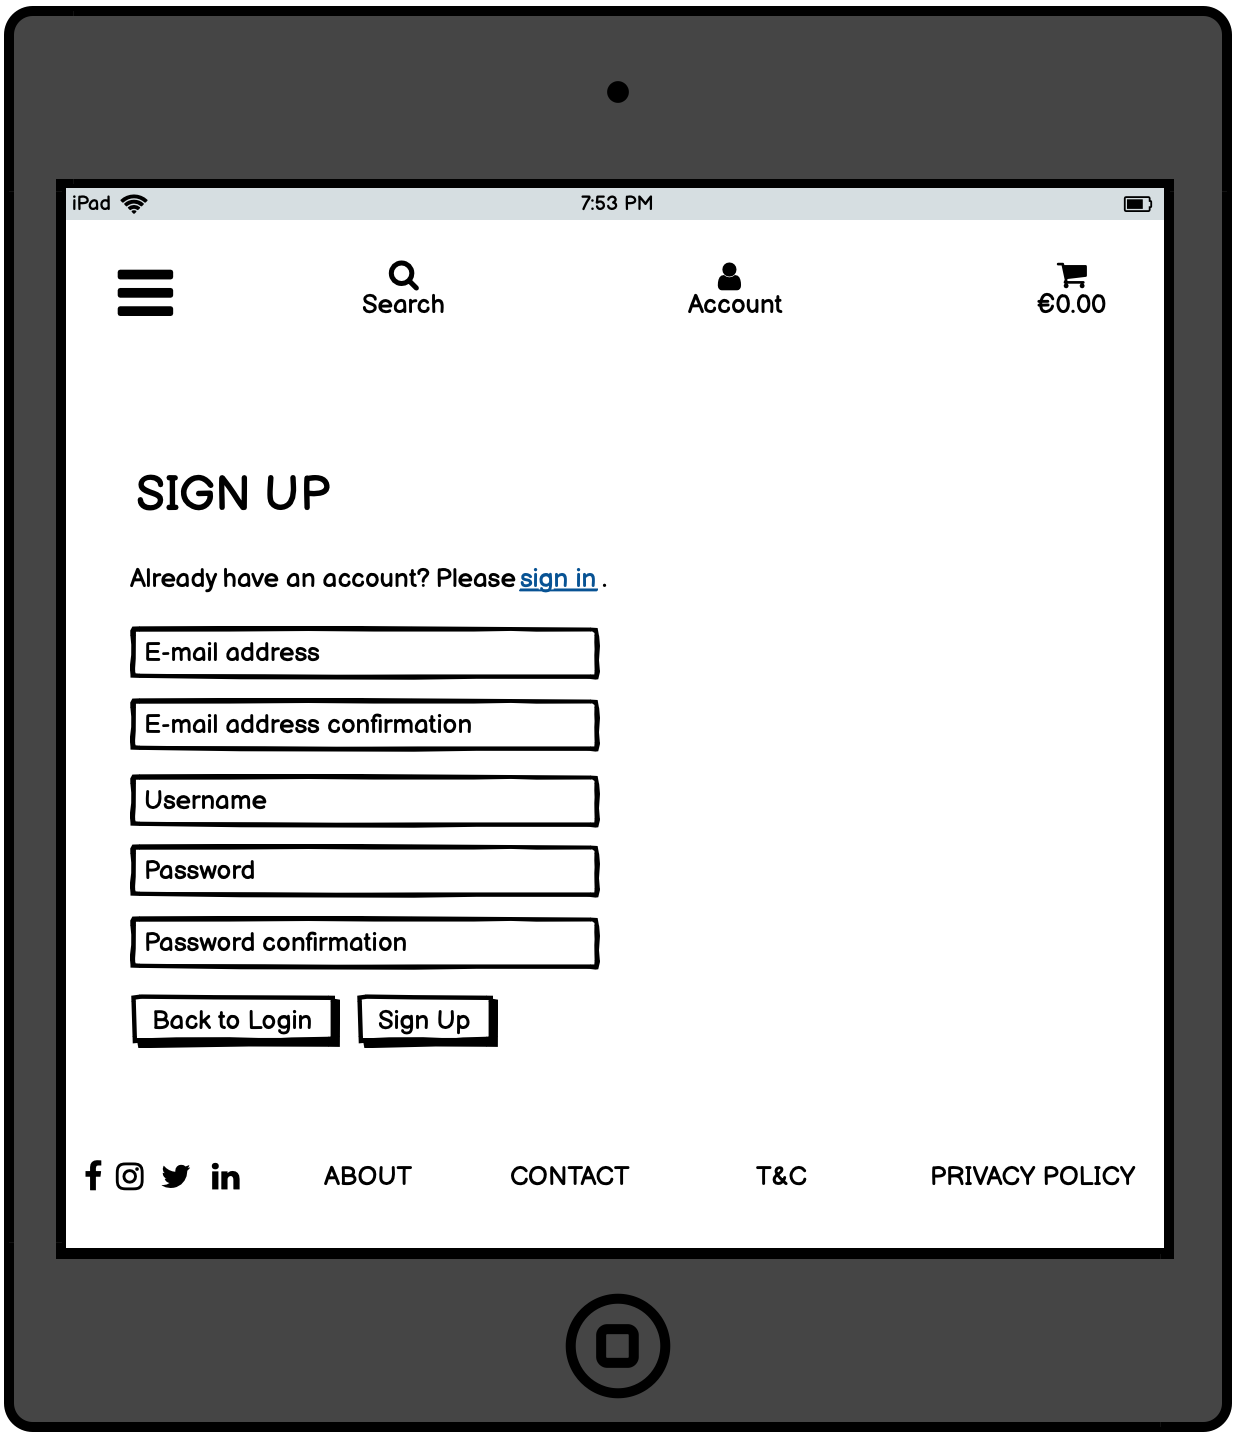 iPad 7:53 PM
Search Account €0.00
SIGN UP
Already have an account? Please sign in .
E-mail address
E-mail address confirmation
Username
Password
Password confirmation
Back to Login Sign Up
ABOUT CONTACT T&C PRIVACY POLICY